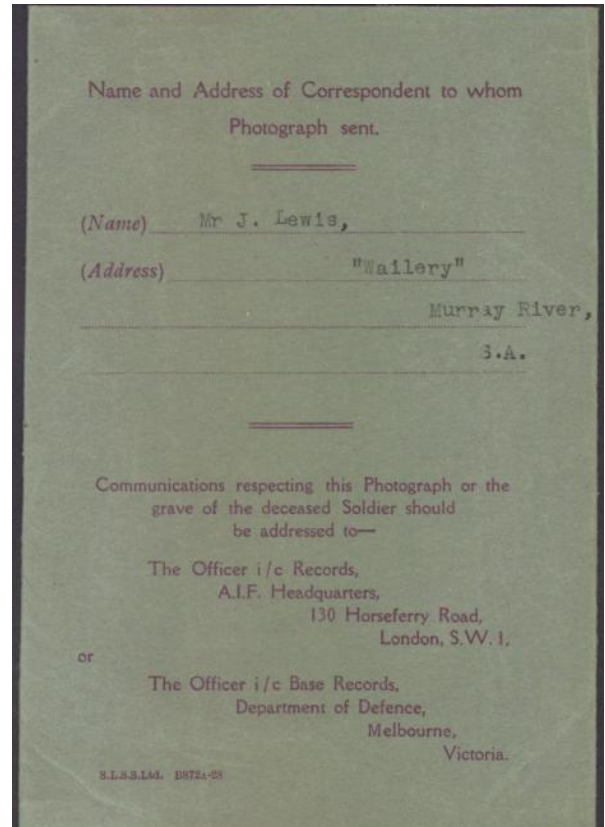 Name and Address of Correspondent to whom
Photograph sent.
(Name) Mr J. Lewis,
(Address) "Wailery"
Murray River,
S.A.
Communications respecting this Photograph or the
grave of the deceased Soldier should
be addressed to—
The Officer i/c Records,
A.I.F. Headquarters,
130 Horseferry Road,
London, S.W. 1,
or
The Officer i/c Base Records,
Department of Defence,
Melbourne,
Victoria.
S.L.S.S.Ltd.